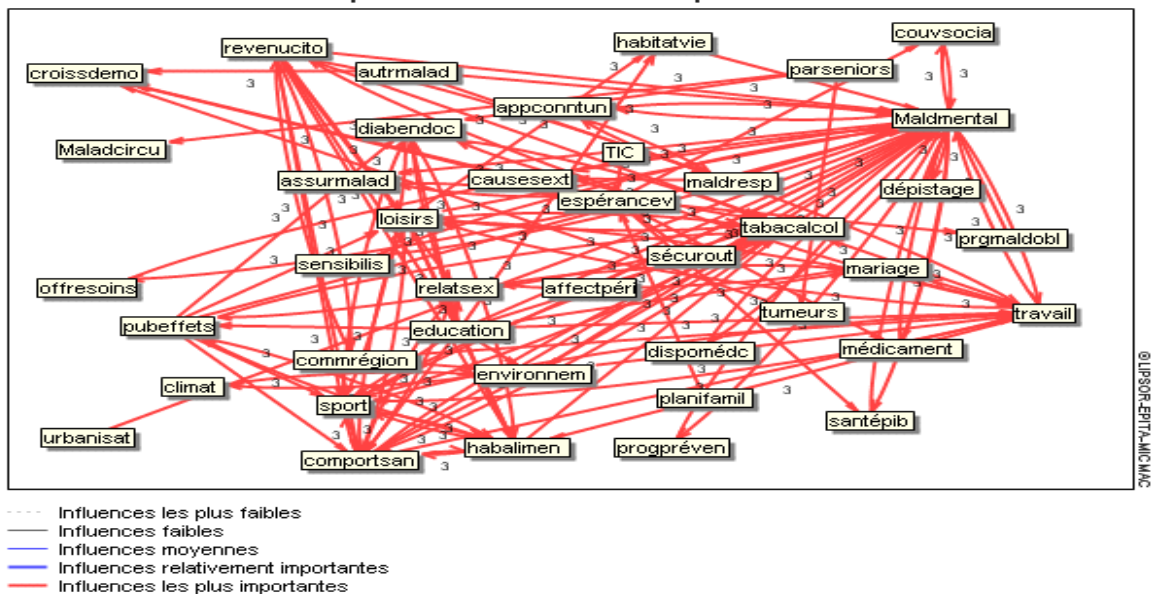 couvsocia
habitatvie
revenucito
croissdemo
autrmalad
parseniors
appconntun
Maldmental
diabendoc
Maladcircu
TIC
assurmalad
causesext
maldresp
dépistage
espérancev
loisirs
tabacalcol
prgmaldobl
sécurout
sensibilis
mariage
offresoins
relatsex
affectpéri
tumeurs
travail
pubeffets
education
commrégion
dispomédc
médicament
environnem
climat
planifamil
sport
santépib
urbanisat
habalimen
progpréven
comportsan
3
© LIPSOR-EPITA-MICMAC
Influences les plus faibles
Influences faibles
Influences moyennes
Influences relativement importantes
Influences les plus importantes